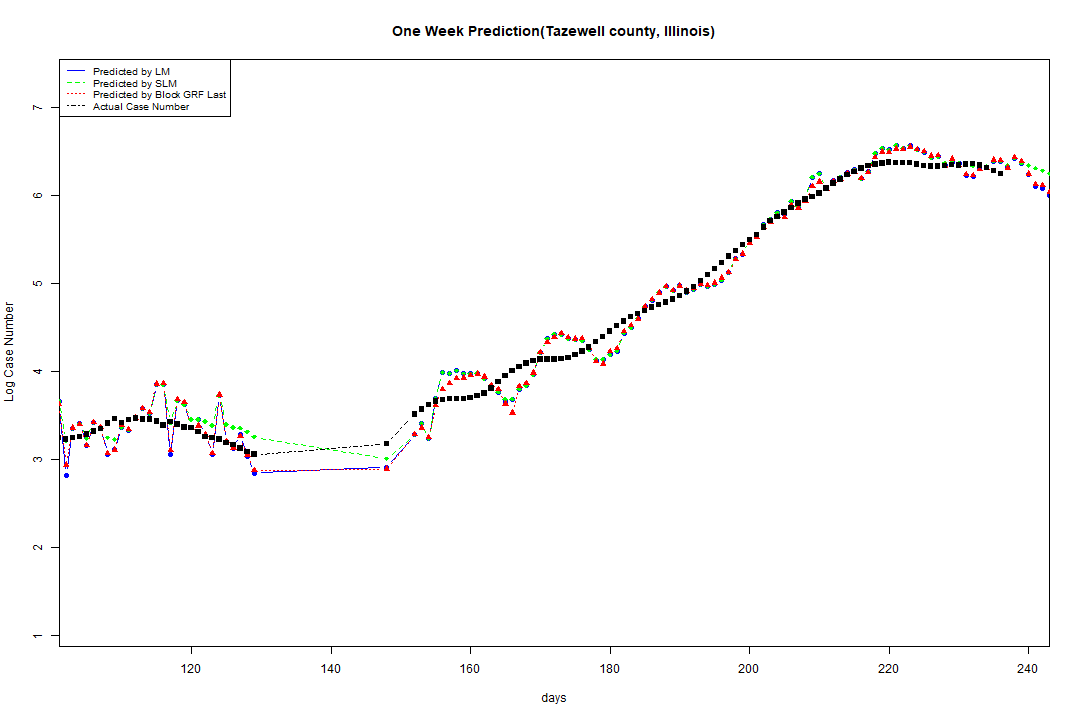 One Week Prediction(Tazewell county, Illinois)
Predicted by LM
Predicted by SLM
Predicted by Block GRF Last
Actual Case Number
7
6
5
4
3
2
1
Log Case Number
120 140 160 180 200 220 240
days